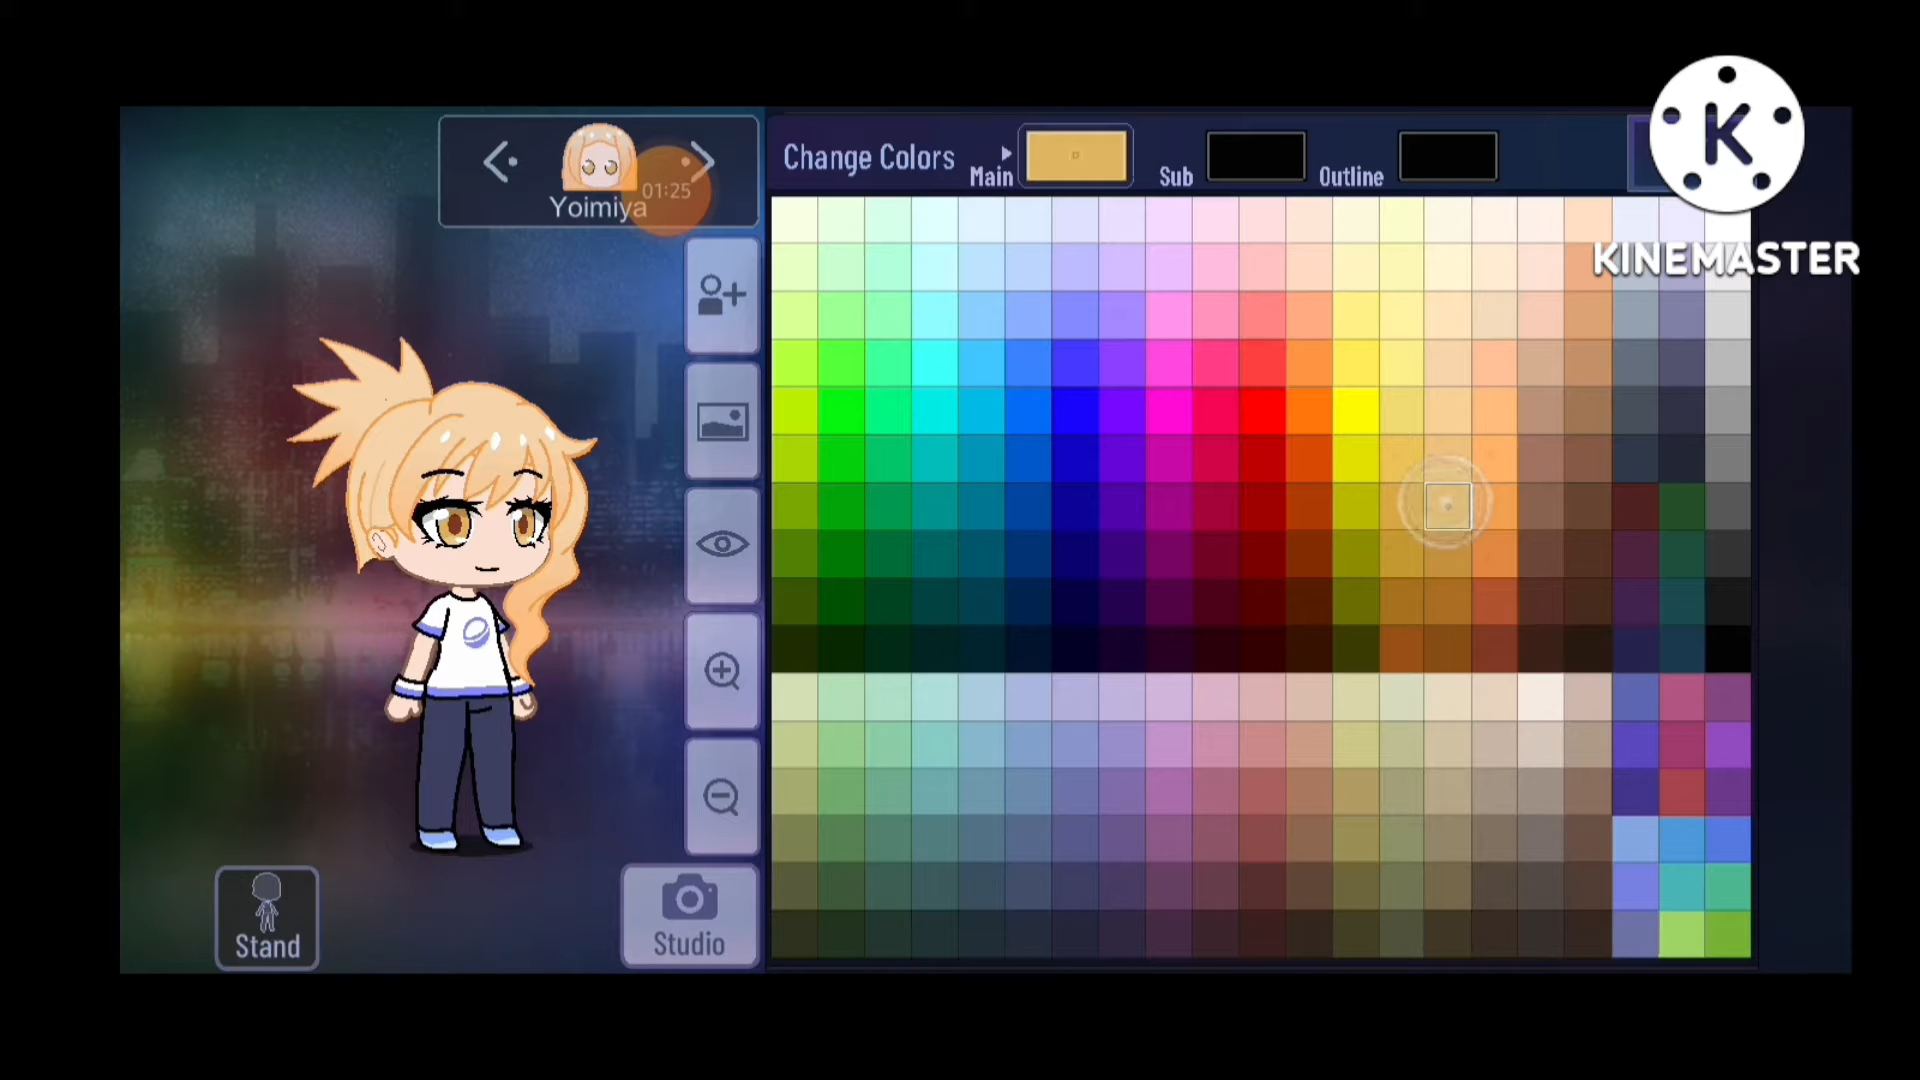 Change Colors
Main
Sub
Outline
K
KINEMASTER
01:25
Yoimiya
Stand
Studio